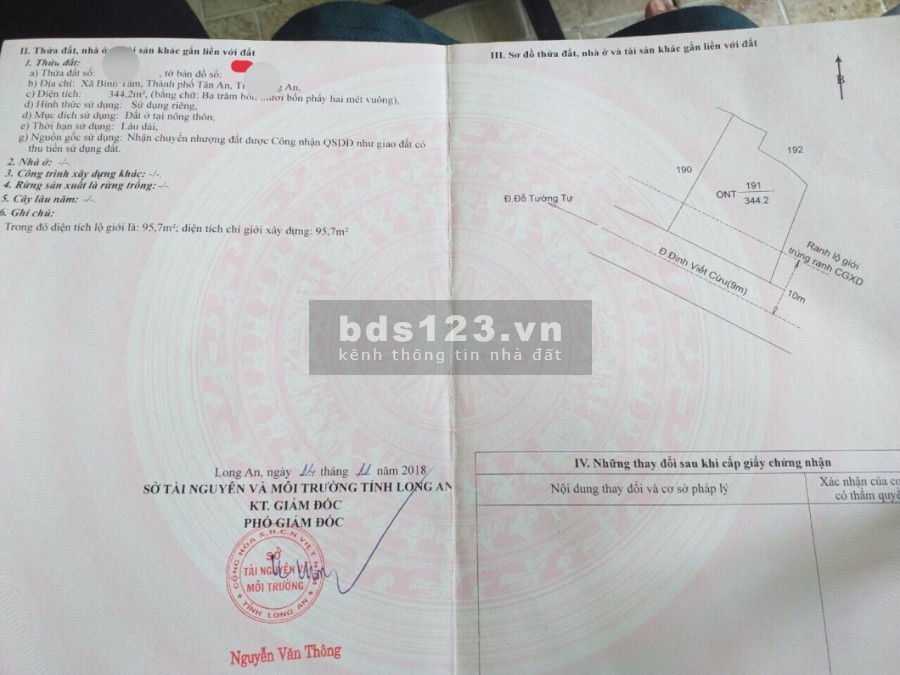 II. Thửa đất, nhà ở và tài sản khác gắn liền với đất
1. Thửa đất:
a) Thửa đất số: , tờ bản đồ số:
b) Địa chỉ: Xã Bình Tâm, Thành phố Tân An, An,
c) Diện tích: 344,2m², (bằng chữ: Ba trăm bốn mươi bốn phẩy hai mét vuông),
d) Hình thức sử dụng: Sử dụng riêng,
đ) Mục đích sử dụng: Đất ở tại nông thôn,
e) Thời hạn sử dụng: Lâu dài,
g) Nguồn gốc sử dụng: Nhận chuyển nhượng đất được Công nhận QSDĐ như giao đất có
thu tiền sử dụng đất.
2. Nhà ở: -/-
3. Công trình xây dựng khác: -/-
4. Rừng sản xuất là rừng trồng: -/-
5. Cây lâu năm: -/-
6. Ghi chú:
Trong đó diện tích lộ giới là: 95,7m²; diện tích chỉ giới xây dựng: 95,7m²
Long An, ngày 14 tháng 11 năm 2018
SỞ TÀI NGUYÊN VÀ MÔI TRƯỜNG TỈNH LONG AN
KT. GIÁM ĐỐC
PHÓ GIÁM ĐỐC
CỘNG HÒA X.H.C.N VIỆT NAM
SỞ
TÀI NGUYÊN VÀ
MÔI TRƯỜNG
TỈNH LONG AN
Nguyễn Văn Thông
III. Sơ đồ thửa đất, nhà ở và tài sản khác gắn liền với đất
B
192
190
ONT 191
344.2
Đ.Đỗ Tường Tự
Đ.Đinh Viết Cừu(9m)
Ranh lộ giới
trùng ranh CGXD
10m
bds123.vn
kênh thông tin nhà đất
IV. Những thay đổi sau khi cấp giấy chứng nhận
Nội dung thay đổi và cơ sở pháp lý
Xác nhận của cơ
có thẩm quyề